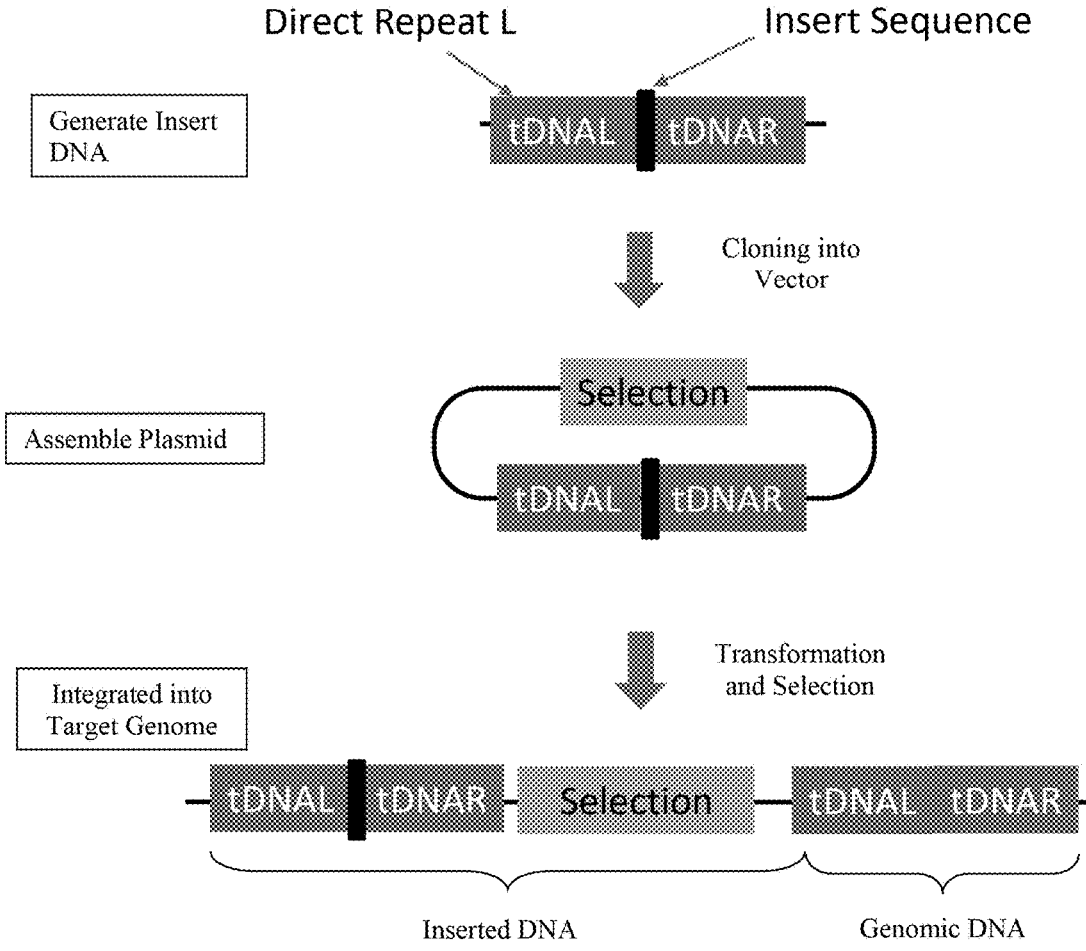 Direct Repeat L
Insert Sequence
Generate Insert
DNA
tDNAL
tDNAR
Cloning into
Vector
Selection
Assemble Plasmid
tDNAL
tDNAR
Transformation
and Selection
Integrated into
Target Genome
tDNAL
tDNAR
Selection
tDNAL
tDNAR
Inserted DNA
Genomic DNA